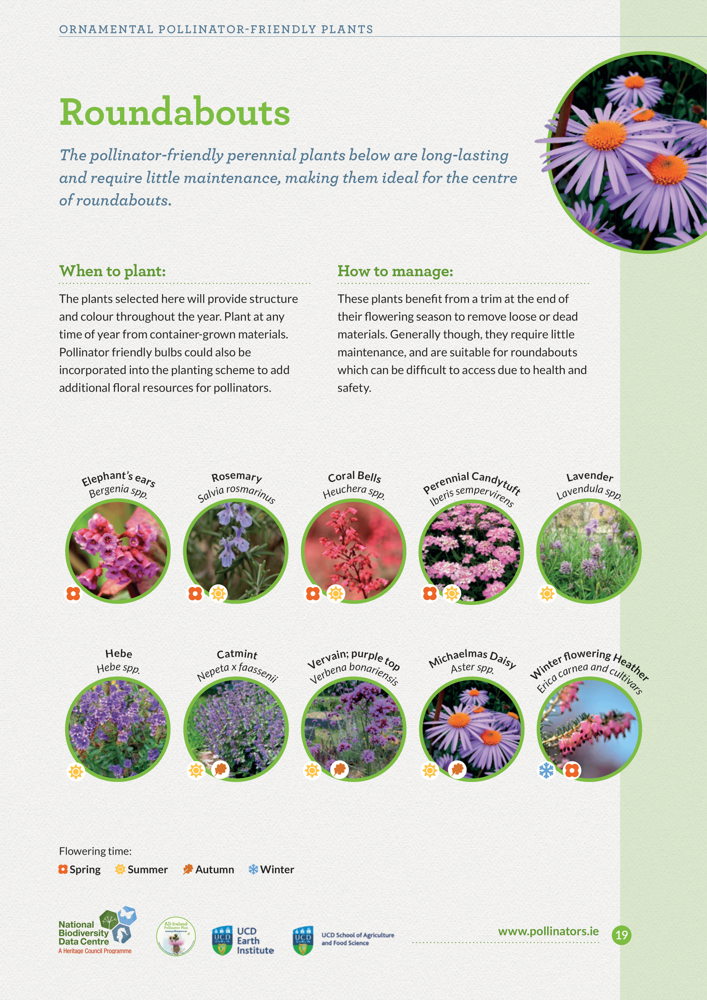 ORNAMENTAL POLLINATOR-FRIENDLY PLANTS
Roundabouts
The pollinator-friendly perennial plants below are long-lasting
and require little maintenance, making them ideal for the centre
of roundabouts.
When to plant:
The plants selected here will provide structure
and colour throughout the year. Plant at any
time of year from container-grown materials.
Pollinator friendly bulbs could also be
incorporated into the planting scheme to add
additional floral resources for pollinators.
How to manage:
These plants benefit from a trim at the end of
their flowering season to remove loose or dead
materials. Generally though, they require little
maintenance, and are suitable for roundabouts
which can be difficult to access due to health and
safety.
Elephant's ears
Bergenia spp.
Rosemary
Salvia rosmarinus
Coral Bells
Heuchera spp.
Perennial Candytuft
Iberis sempervirens
Lavender
Lavendula spp.
Hebe
Hebe spp.
Catmint
Nepeta x faassenii
Vervain; purple top
Verbena bonariensis
Michaelmas Daisy
Aster spp.
Winter flowering Heather
Erica carnea and cultivars
Flowering time:
Spring Summer Autumn Winter
National
Biodiversity
Data Centre
A Heritage Council Programme
All-Ireland
Pollinator Plan
www.pollinators.ie
UCD
DUBLIN
UCD
Earth
Institute
UCD
DUBLIN
UCD School of Agriculture
and Food Science
www.pollinators.ie
19